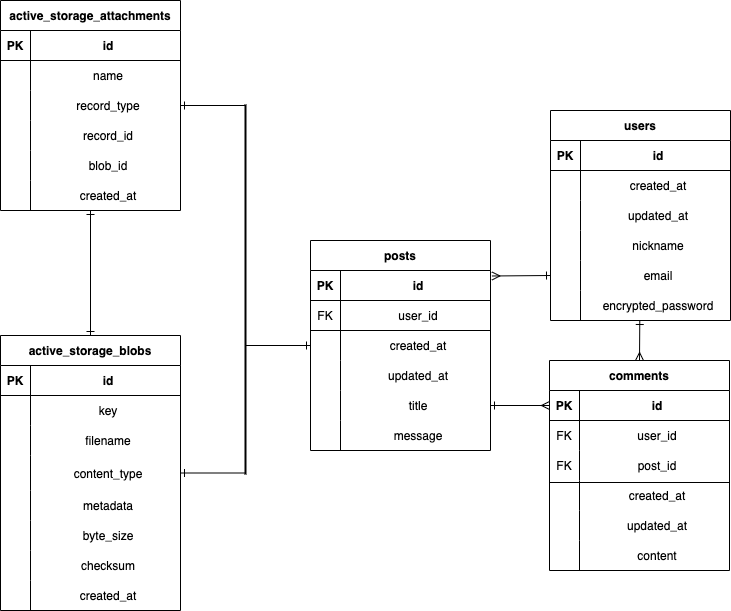 active_storage_attachments
PK id
name
record_type
record_id
blob_id
created_at
users
PK id
created_at
updated_at
nickname
email
encrypted_password
posts
PK id
FK user_id
created_at
updated_at
title
message
active_storage_blobs
PK id
key
filename
content_type
metadata
byte_size
checksum
created_at
comments
PK id
FK user_id
FK post_id
created_at
updated_at
content